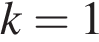 k = 1